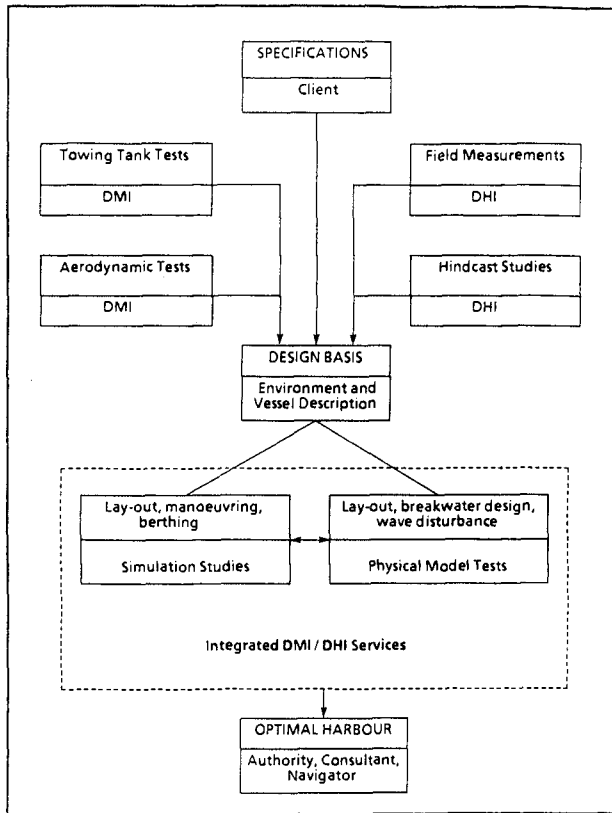 SPECIFICATIONS
Client
Towing Tank Tests
DMI
Field Measurements
DHI
Aerodynamic Tests
DMI
Hindcast Studies
DHI
DESIGN BASIS
Environment and
Vessel Description
Lay-out, manoeuvring,
berthing
Simulation Studies
Lay-out, breakwater design,
wave disturbance
Physical Model Tests
Integrated DMI / DHI Services
OPTIMAL HARBOUR
Authority, Consultant,
Navigator